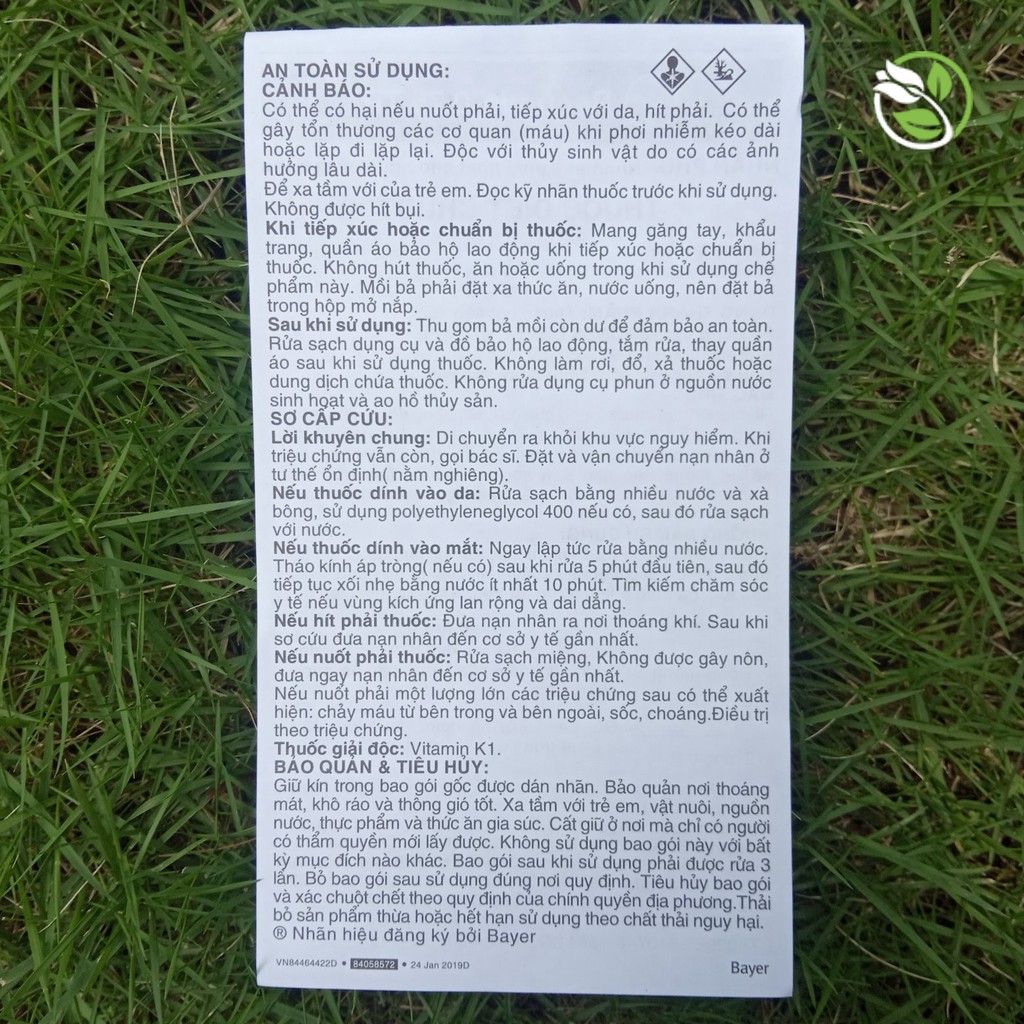 AN TOÀN SỬ DỤNG:
CẢNH BÁO:
Có thể có hại nếu nuốt phải, tiếp xúc với da, hít phải. Có thể
gây tổn thương các cơ quan (máu) khi phơi nhiễm kéo dài
hoặc lặp đi lặp lại. Độc với thủy sinh vật do có các ảnh
hưởng lâu dài.
Để xa tầm với của trẻ em. Đọc kỹ nhãn thuốc trước khi sử dụng.
Không được hít bụi.
Khi tiếp xúc hoặc chuẩn bị thuốc: Mang găng tay, khẩu
trang, quần áo bảo hộ lao động khi tiếp xúc hoặc chuẩn bị
thuốc. Không hút thuốc, ăn hoặc uống trong khi sử dụng chế
phẩm này. Mồi bả phải đặt xa thức ăn, nước uống, nên đặt bả
trong hộp mở nắp.
Sau khi sử dụng: Thu gom bả mồi còn dư để đảm bảo an toàn.
Rửa sạch dụng cụ và đồ bảo hộ lao động, tắm rửa, thay quần
áo sau khi sử dụng thuốc. Không làm rơi, đổ, xả thuốc hoặc
dung dịch chứa thuốc. Không rửa dụng cụ phun ở nguồn nước
sinh hoạt và ao hồ thủy sản.
SƠ CẤP CỨU:
Lời khuyên chung: Di chuyển ra khỏi khu vực nguy hiểm. Khi
triệu chứng vẫn còn, gọi bác sĩ. Đặt và vận chuyển nạn nhân ở
tư thế ổn định( nằm nghiêng).
Nếu thuốc dính vào da: Rửa sạch bằng nhiều nước và xà
bông, sử dụng polyethyleneglycol 400 nếu có, sau đó rửa sạch
với nước.
Nếu thuốc dính vào mắt: Ngay lập tức rửa bằng nhiều nước.
Tháo kính áp tròng( nếu có) sau khi rửa 5 phút đầu tiên, sau đó
tiếp tục xối nhẹ bằng nước ít nhất 10 phút. Tìm kiếm chăm sóc
y tế nếu vùng kích ứng lan rộng và dai dẳng.
Nếu hít phải thuốc: Đưa nạn nhân ra nơi thoáng khí. Sau khi
sơ cứu đưa nạn nhân đến cơ sở y tế gần nhất.
Nếu nuốt phải thuốc: Rửa sạch miệng, Không được gây nôn,
đưa ngay nạn nhân đến cơ sở y tế gần nhất.
Nếu nuốt phải một lượng lớn các triệu chứng sau có thể xuất
hiện: chảy máu từ bên trong và bên ngoài, sốc, choáng.Điều trị
theo triệu chứng.
Thuốc giải độc: Vitamin K1.
BẢO QUẢN & TIÊU HỦY:
Giữ kín trong bao gói gốc được dán nhãn. Bảo quản nơi thoáng
mát, khô ráo và thông gió tốt. Xa tầm với trẻ em, vật nuôi, nguồn
nước, thực phẩm và thức ăn gia súc. Cất giữ ở nơi mà chỉ có người
có thẩm quyền mới lấy được. Không sử dụng bao gói này với bất
kỳ mục đích nào khác. Bao gói sau khi sử dụng phải được rửa 3
lần. Bỏ bao gói sau sử dụng đúng nơi quy định. Tiêu hủy bao gói
và xác chuột chết theo quy định của chính quyền địa phương.Thải
bỏ sản phẩm thừa hoặc hết hạn sử dụng theo chất thải nguy hại.
® Nhãn hiệu đăng ký bởi Bayer
VN84464422D • 84058572 • 24 Jan 2019D
Bayer